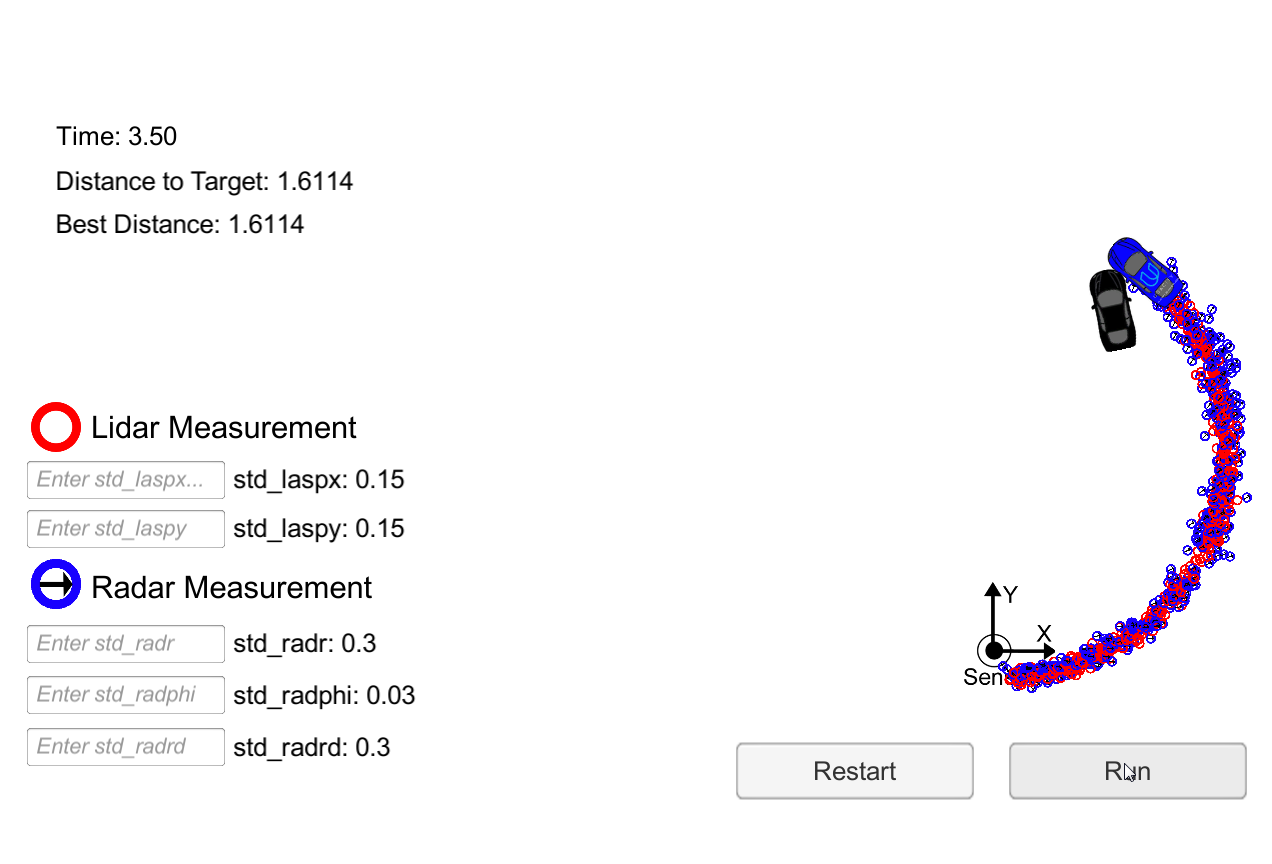 Time: 3.50
Distance to Target: 1.6114
Best Distance: 1.6114
Lidar Measurement
Enter std_laspx... std_laspx: 0.15
Enter std_laspy std_laspy: 0.15
Radar Measurement
Enter std_radr std_radr: 0.3
Enter std_radphi std_radphi: 0.03
Enter std_radrd std_radrd: 0.3
Y
X
Sen
Restart Run